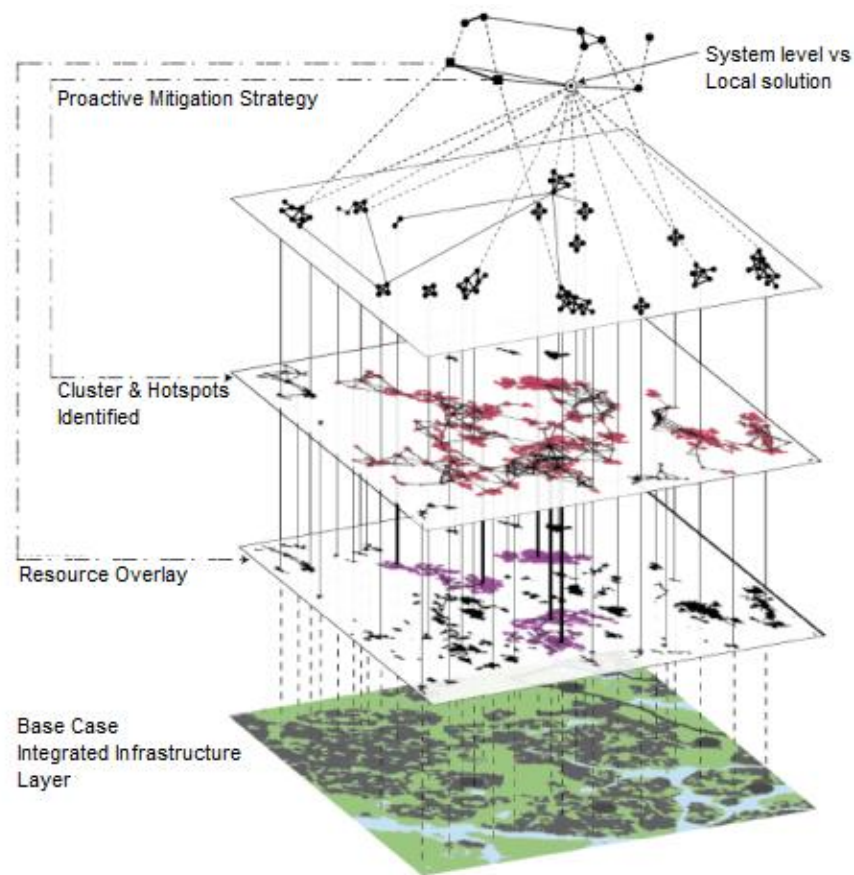 System level vs
Local solution
Proactive Mitigation Strategy
Cluster & Hotspots
Identified
Resource Overlay
Base Case
Integrated Infrastructure
Layer